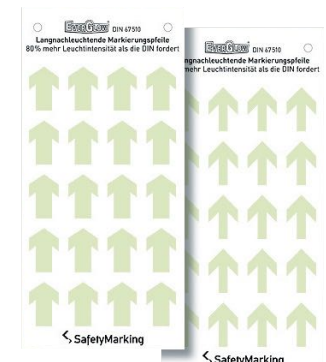 EVERGLOW DIN 67510
Langnachleuchtende Markierungspfeile
80% mehr Leuchtintensität als die DIN fordert
SafetyMarking
EVERGLOW DIN 67510
ngnachleuchtende Markierungspfeile
mehr Leuchtintensität als die DIN fordert
SafetyMarking